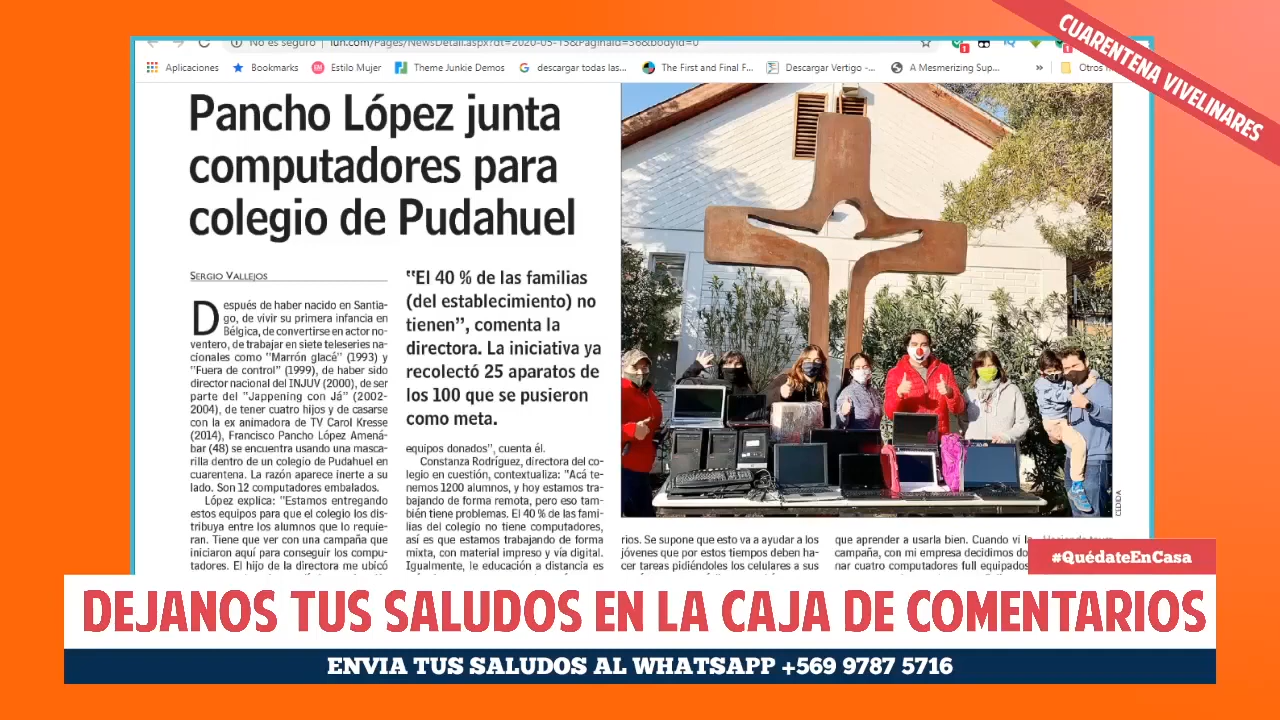 CUARENTENA VIVELINARES
No es seguro | lun.com/Pages/NewsDetail.aspx?dt=2020-05-15&PaginaId=36&bodyid=0
Aplicaciones Bookmarks Estilo Mujer The Junkie Demos descargar todas las... The First and Final F... Descargar Vertigo -... A Mesmerizing Sup... » Otros
Pancho López junta
computadores para
colegio de Pudahuel
SERGIO VALLEJOS
Después de haber nacido en Santia-
go, de vivir su primera infancia en
Bélgica, de convertirse en actor no-
ventero, de trabajar en siete teleseries na-
cionales como "Marrón glacé" (1993) y
"Fuera de control" (1999), de haber sido
director nacional del INJUV (2000), de ser
parte del "Jappening con Já" (2002-
2004), de tener cuatro hijos y de casarse
con la ex animadora de TV Carol Kresse
(2014), Francisco Pancho López Amená-
bar (48) se encuentra usando una masca-
rilla dentro de un colegio de Pudahuel en
cuarentena. La razón aparece inerte a su
lado. Son 12 computadores embalados.
López explica: "Estamos entregando
estos equipos para que el colegio los dis-
tribuya entre los alumnos que lo requie-
ran. Tiene que ver con una campaña que
iniciaron aquí para conseguir los compu-
tadores. El hijo de la directora me ubicó
"El 40 % de las familias
(del establecimiento) no
tienen", comenta la
directora. La iniciativa ya
recolectó 25 aparatos de
los 100 que se pusieron
como meta.
equipos donados", cuenta él.
Constanza Rodríguez, directora del co-
legio en cuestión, contextualiza: "Acá te-
nemos 1200 alumnos, y hoy estamos tra-
bajando de forma remota, pero eso tam-
bién tiene problemas. El 40 % de las fami-
lias del colegio no tiene computadores,
así es que estamos trabajando de forma
mixta, con material impreso y vía digital.
Igualmente, le educación a distancia es
CEDIDA
rios. Se supone que esto va a ayudar a los
jóvenes que por estos tiempos deben ha-
cer tareas pidiéndoles los celulares a sus
que aprender a usarla bien. Cuando vi la
campaña, con mi empresa decidimos do-
nar cuatro computadores full equipados
#QuédateEnCasa
DEJANOS TUS SALUDOS EN LA CAJA DE COMENTARIOS
ENVIA TUS SALUDOS AL WHATSAPP +569 9787 5716